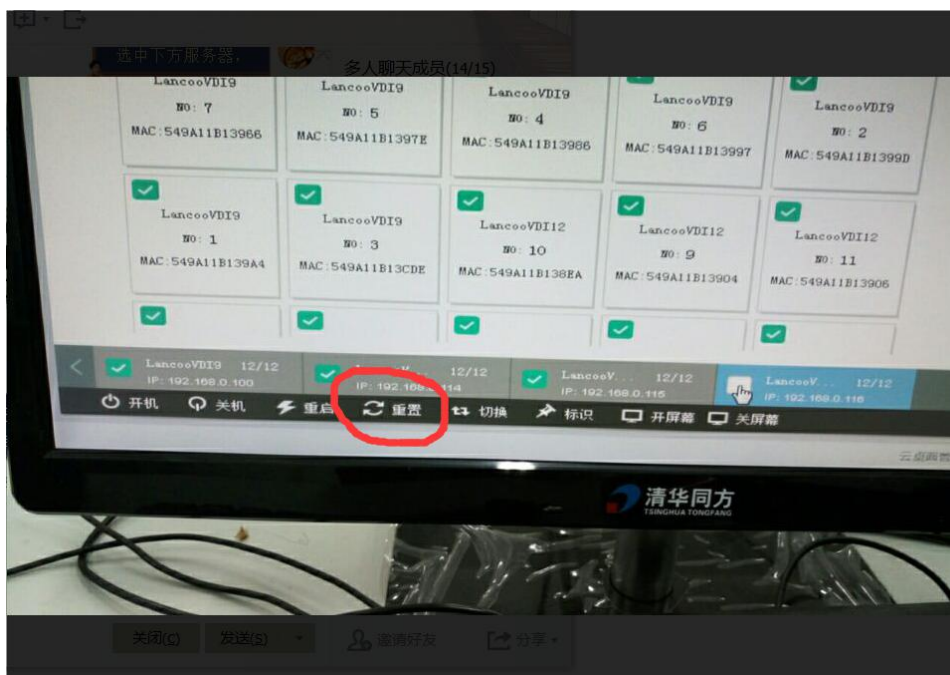 选中下方服务器，
多人聊天成员(14/15)
LancooVDI9
NO: 7
MAC:549A11B13966
LancooVDI9
NO: 5
MAC:549A11B1397E
LancooVDI9
NO: 4
MAC:549A11B13986
LancooVDI9
NO: 6
MAC:549A11B13997
LancooVDI9
NO: 2
MAC:549A11B1399D
LancooVDI9
NO: 1
MAC:549A11B139A4
LancooVDI9
NO: 3
MAC:549A11B13CDE
LancooVDI12
NO: 10
MAC:549A11B138EA
LancooVDI12
NO: 9
MAC:549A11B13904
LancooVDI12
NO: 11
MAC:549A11B13906
LancooVDI9 12/12
IP: 192.168.0.100
12/12
IP: 192.168.0.114
LancooV... 12/12
IP: 192.168.0.115
LancooV... 12/12
IP: 192.168.0.116
开机 关机 重启 重置 切换 标识 开屏幕 关屏幕
云桌面
清华同方
TSINGHUA TONGFANG
关闭(C) 发送(S) 邀请好友 分享